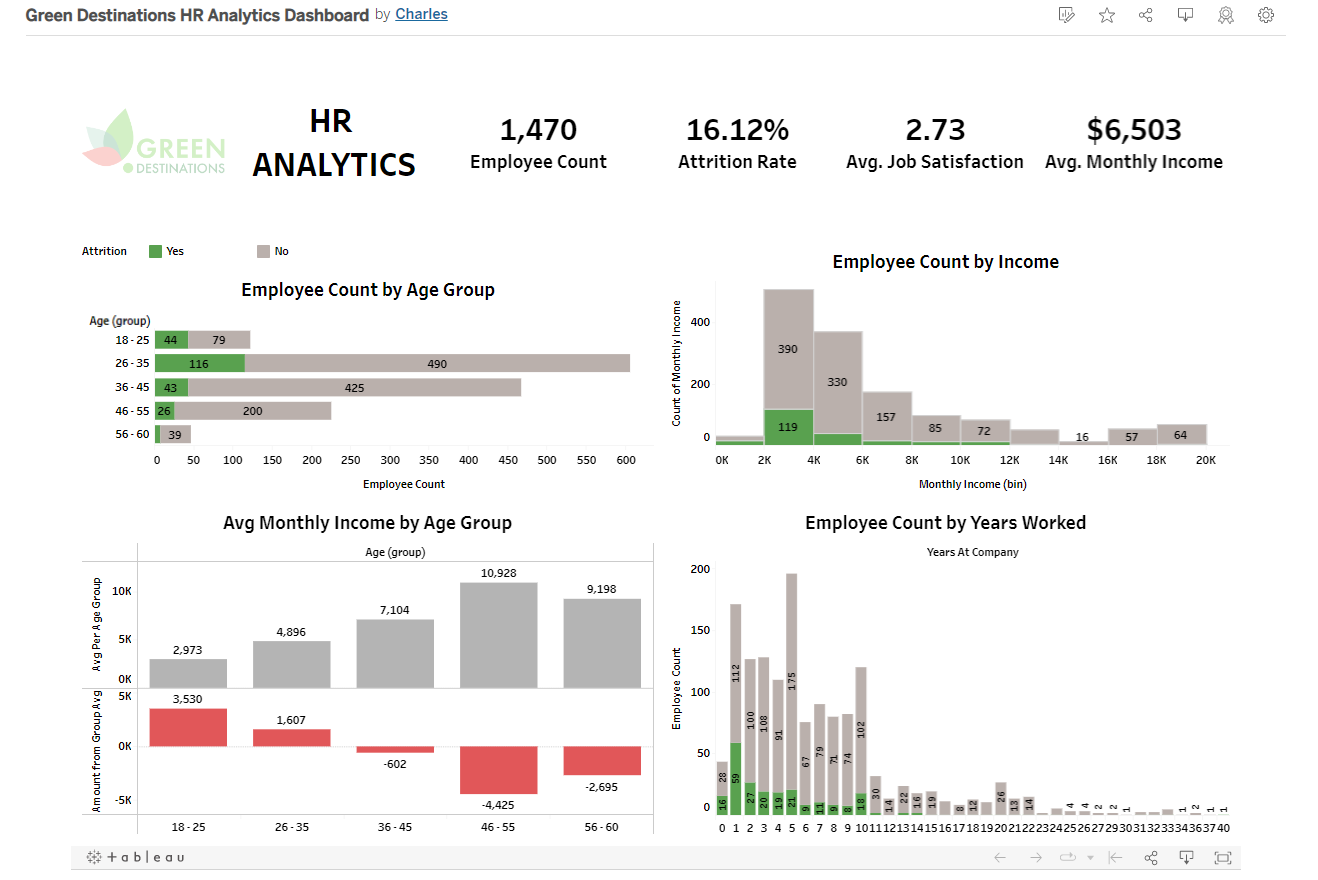 Green Destinations HR Analytics Dashboard by Charles
GREEN
DESTINATIONS
HR
ANALYTICS
1,470
Employee Count
16.12%
Attrition Rate
2.73
Avg. Job Satisfaction
$6,503
Avg. Monthly Income
Attrition Yes No
Employee Count by Age Group
Age (group)
18 - 25 44 79
26 - 35 116 490
36 - 45 43 425
46 - 55 26 200
56 - 60 39
0 50 100 150 200 250 300 350 400 450 500 550 600
Employee Count
Employee Count by Income
Count of Monthly Income
400
200
0
390
330
157
85
72
16
57
64
119
0K 2K 4K 6K 8K 10K 12K 14K 16K 18K 20K
Monthly Income (bin)
Avg Monthly Income by Age Group
Age (group)
Avg Per Age Group
10K
5K
0K
2,973
4,896
7,104
10,928
9,198
Amount from Group Avg
5K
0K
-5K
3,530
1,607
-602
-4,425
-2,695
18 - 25 26 - 35 36 - 45 46 - 55 56 - 60
Employee Count by Years Worked
Years At Company
Employee Count
200
150
100
50
0
28 112 100 108 91 175 67 79 71 74 102 30 14 22 16 19 8 12 26 13 14 4 4 2 2 1 1 2 1 1
16 59 27 20 19 21 9 11 9 8 18
0 1 2 3 4 5 6 7 8 9 10 11 12 13 14 15 16 17 18 19 20 21 22 23 24 25 26 27 29 30 31 32 33 34 36 37 40
+ a b l e a u